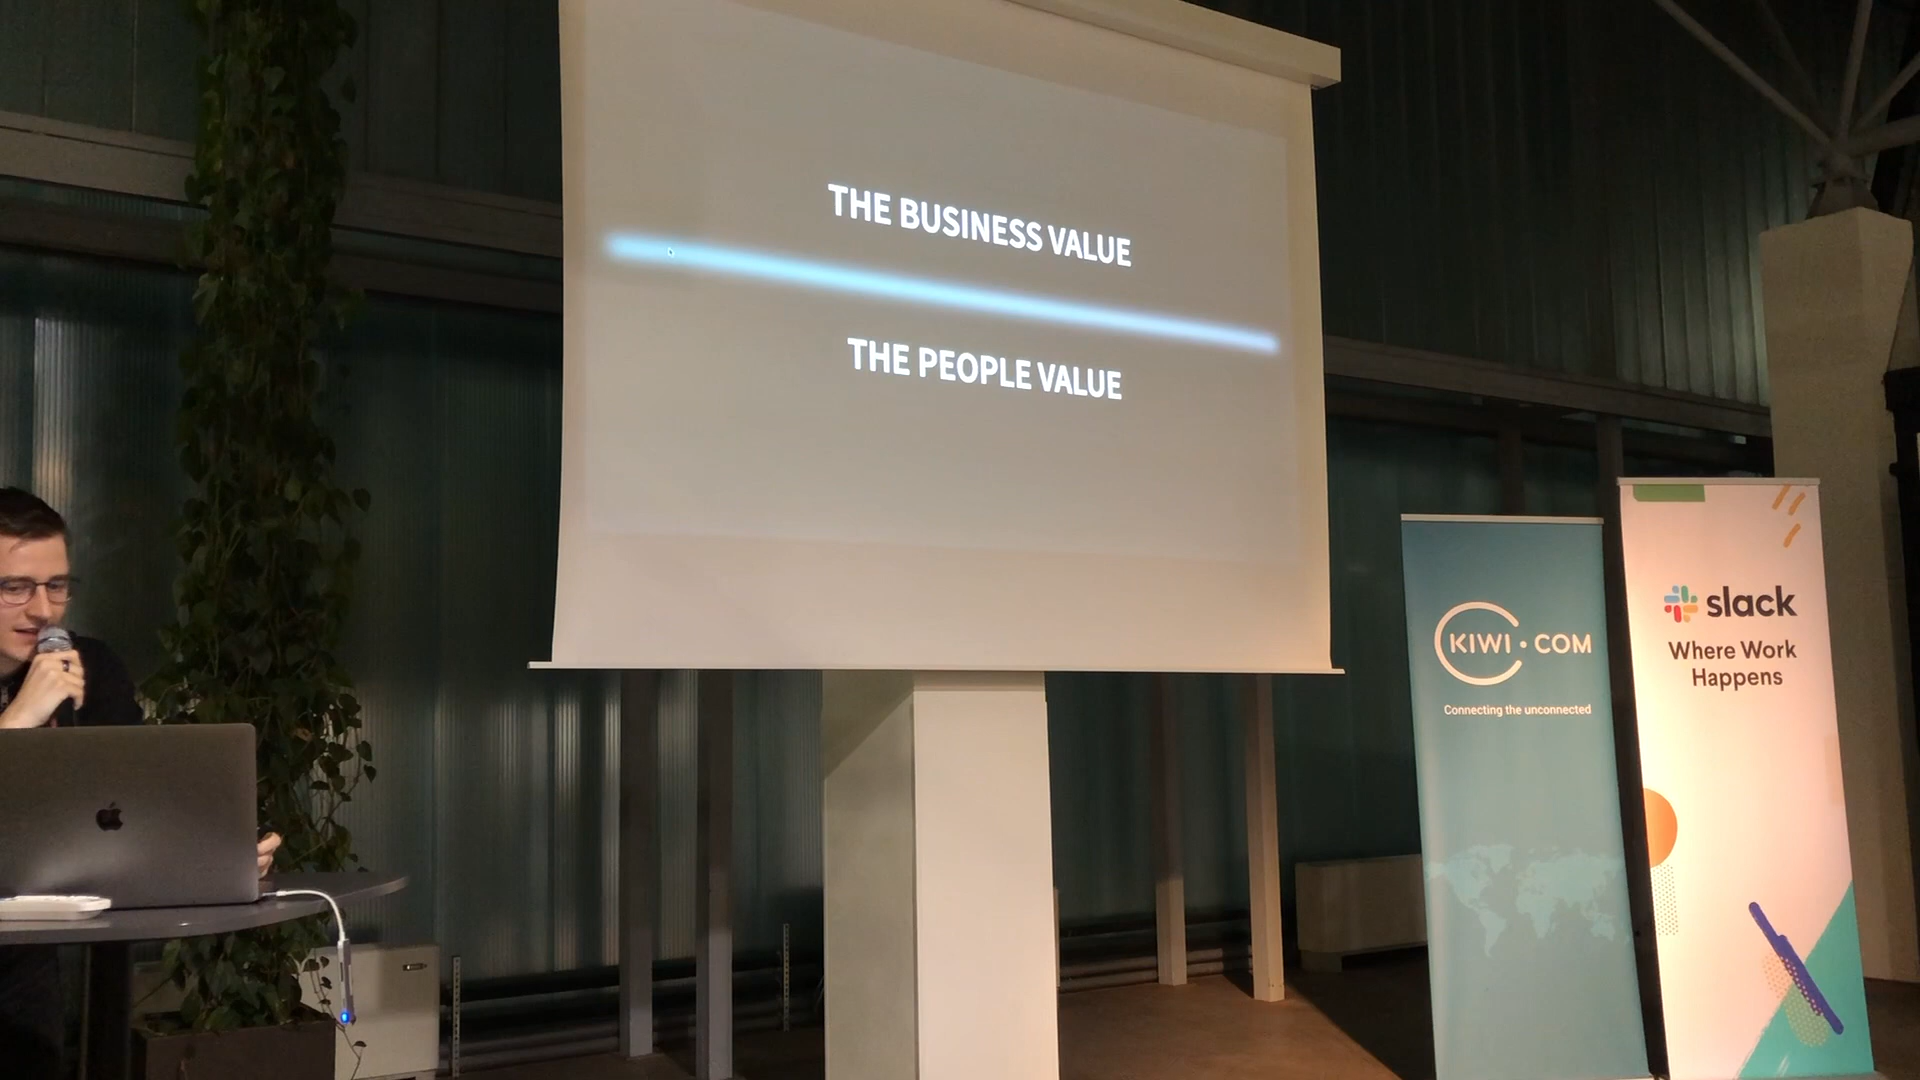 THE BUSINESS VALUE
THE PEOPLE VALUE
KIWI.COM
Connecting the unconnected
slack
Where Work
Happens